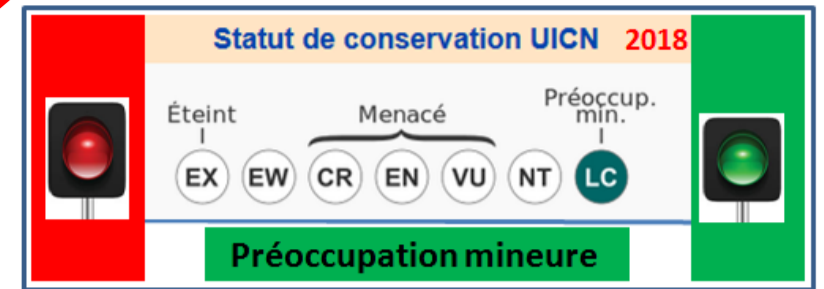 Statut de conservation UICN 2018
Éteint Menacé Préoccup.
min.
EX EW CR EN VU NT LC
Préoccupation mineure